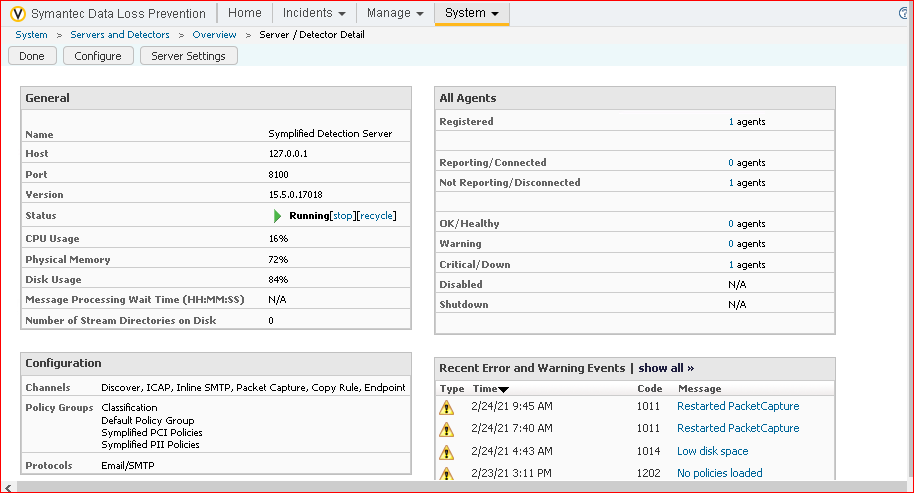 Symantec Data Loss Prevention Home Incidents Manage System
System > Servers and Detectors > Overview > Server / Detector Detail
Done Configure Server Settings
General
Name Symplified Detection Server
Host 127.0.0.1
Port 8100
Version 15.5.0.17018
Status Running[stop][recycle]
CPU Usage 16%
Physical Memory 72%
Disk Usage 84%
Message Processing Wait Time (HH:MM:SS) N/A
Number of Stream Directories on Disk 0
Configuration
Channels Discover, ICAP, Inline SMTP, Packet Capture, Copy Rule, Endpoint
Policy Groups Classification
Default Policy Group
Symplified PCI Policies
Symplified PII Policies
Protocols Email/SMTP
All Agents
Registered 1 agents
Reporting/Connected 0 agents
Not Reporting/Disconnected 1 agents
OK/Healthy 0 agents
Warning 0 agents
Critical/Down 1 agents
Disabled N/A
Shutdown N/A
Recent Error and Warning Events | show all »
Type Time Code Message
2/24/21 9:45 AM 1011 Restarted PacketCapture
2/24/21 7:40 AM 1011 Restarted PacketCapture
2/24/21 4:43 AM 1014 Low disk space
2/23/21 3:11 PM 1202 No policies loaded